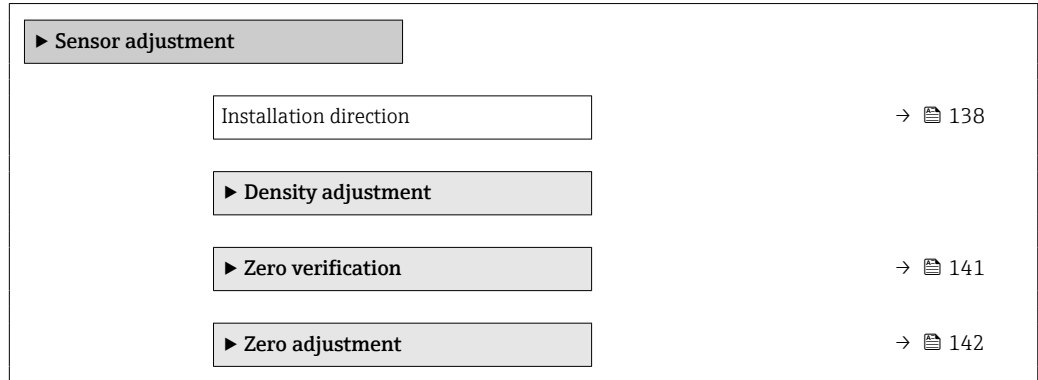 ▶ Sensor adjustment
Installation direction → 138
▶ Density adjustment
▶ Zero verification → 141
▶ Zero adjustment → 142